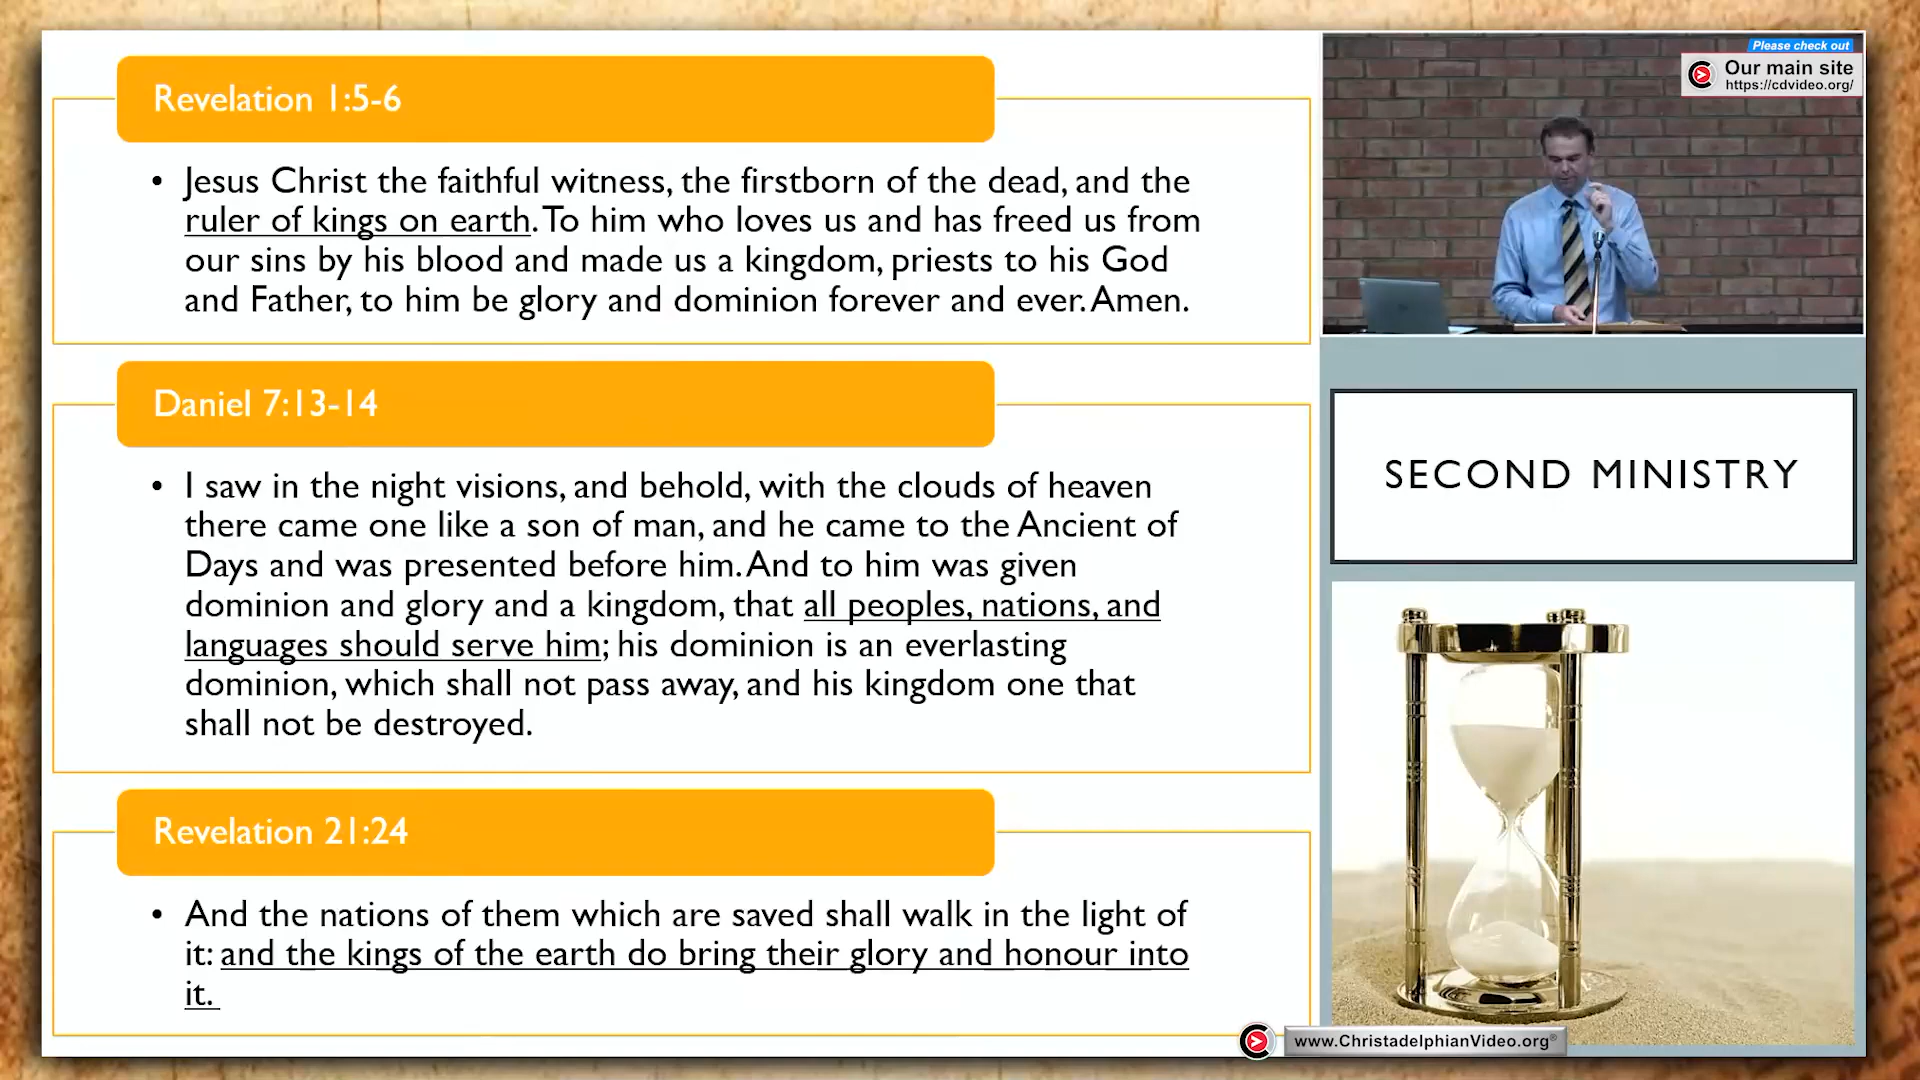 Revelation 1:5-6
• Jesus Christ the faithful witness, the firstborn of the dead, and the
ruler of kings on earth. To him who loves us and has freed us from
our sins by his blood and made us a kingdom, priests to his God
and Father, to him be glory and dominion forever and ever. Amen.
Daniel 7:13-14
• I saw in the night visions, and behold, with the clouds of heaven
there came one like a son of man, and he came to the Ancient of
Days and was presented before him. And to him was given
dominion and glory and a kingdom, that all peoples, nations, and
languages should serve him; his dominion is an everlasting
dominion, which shall not pass away, and his kingdom one that
shall not be destroyed.
Revelation 21:24
• And the nations of them which are saved shall walk in the light of
it: and the kings of the earth do bring their glory and honour into
it.
Please check out
Our main site
https://cdvideo.org/
SECOND MINISTRY
www.ChristadelphianVideo.org®